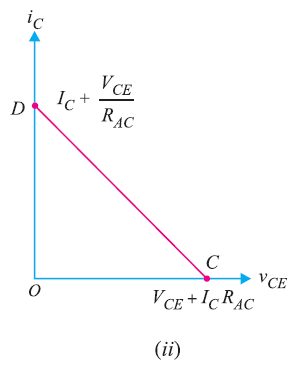 i_C
D
I_C + V_CE / R_AC
C
O
v_CE
V_CE + I_C R_AC
(ii)